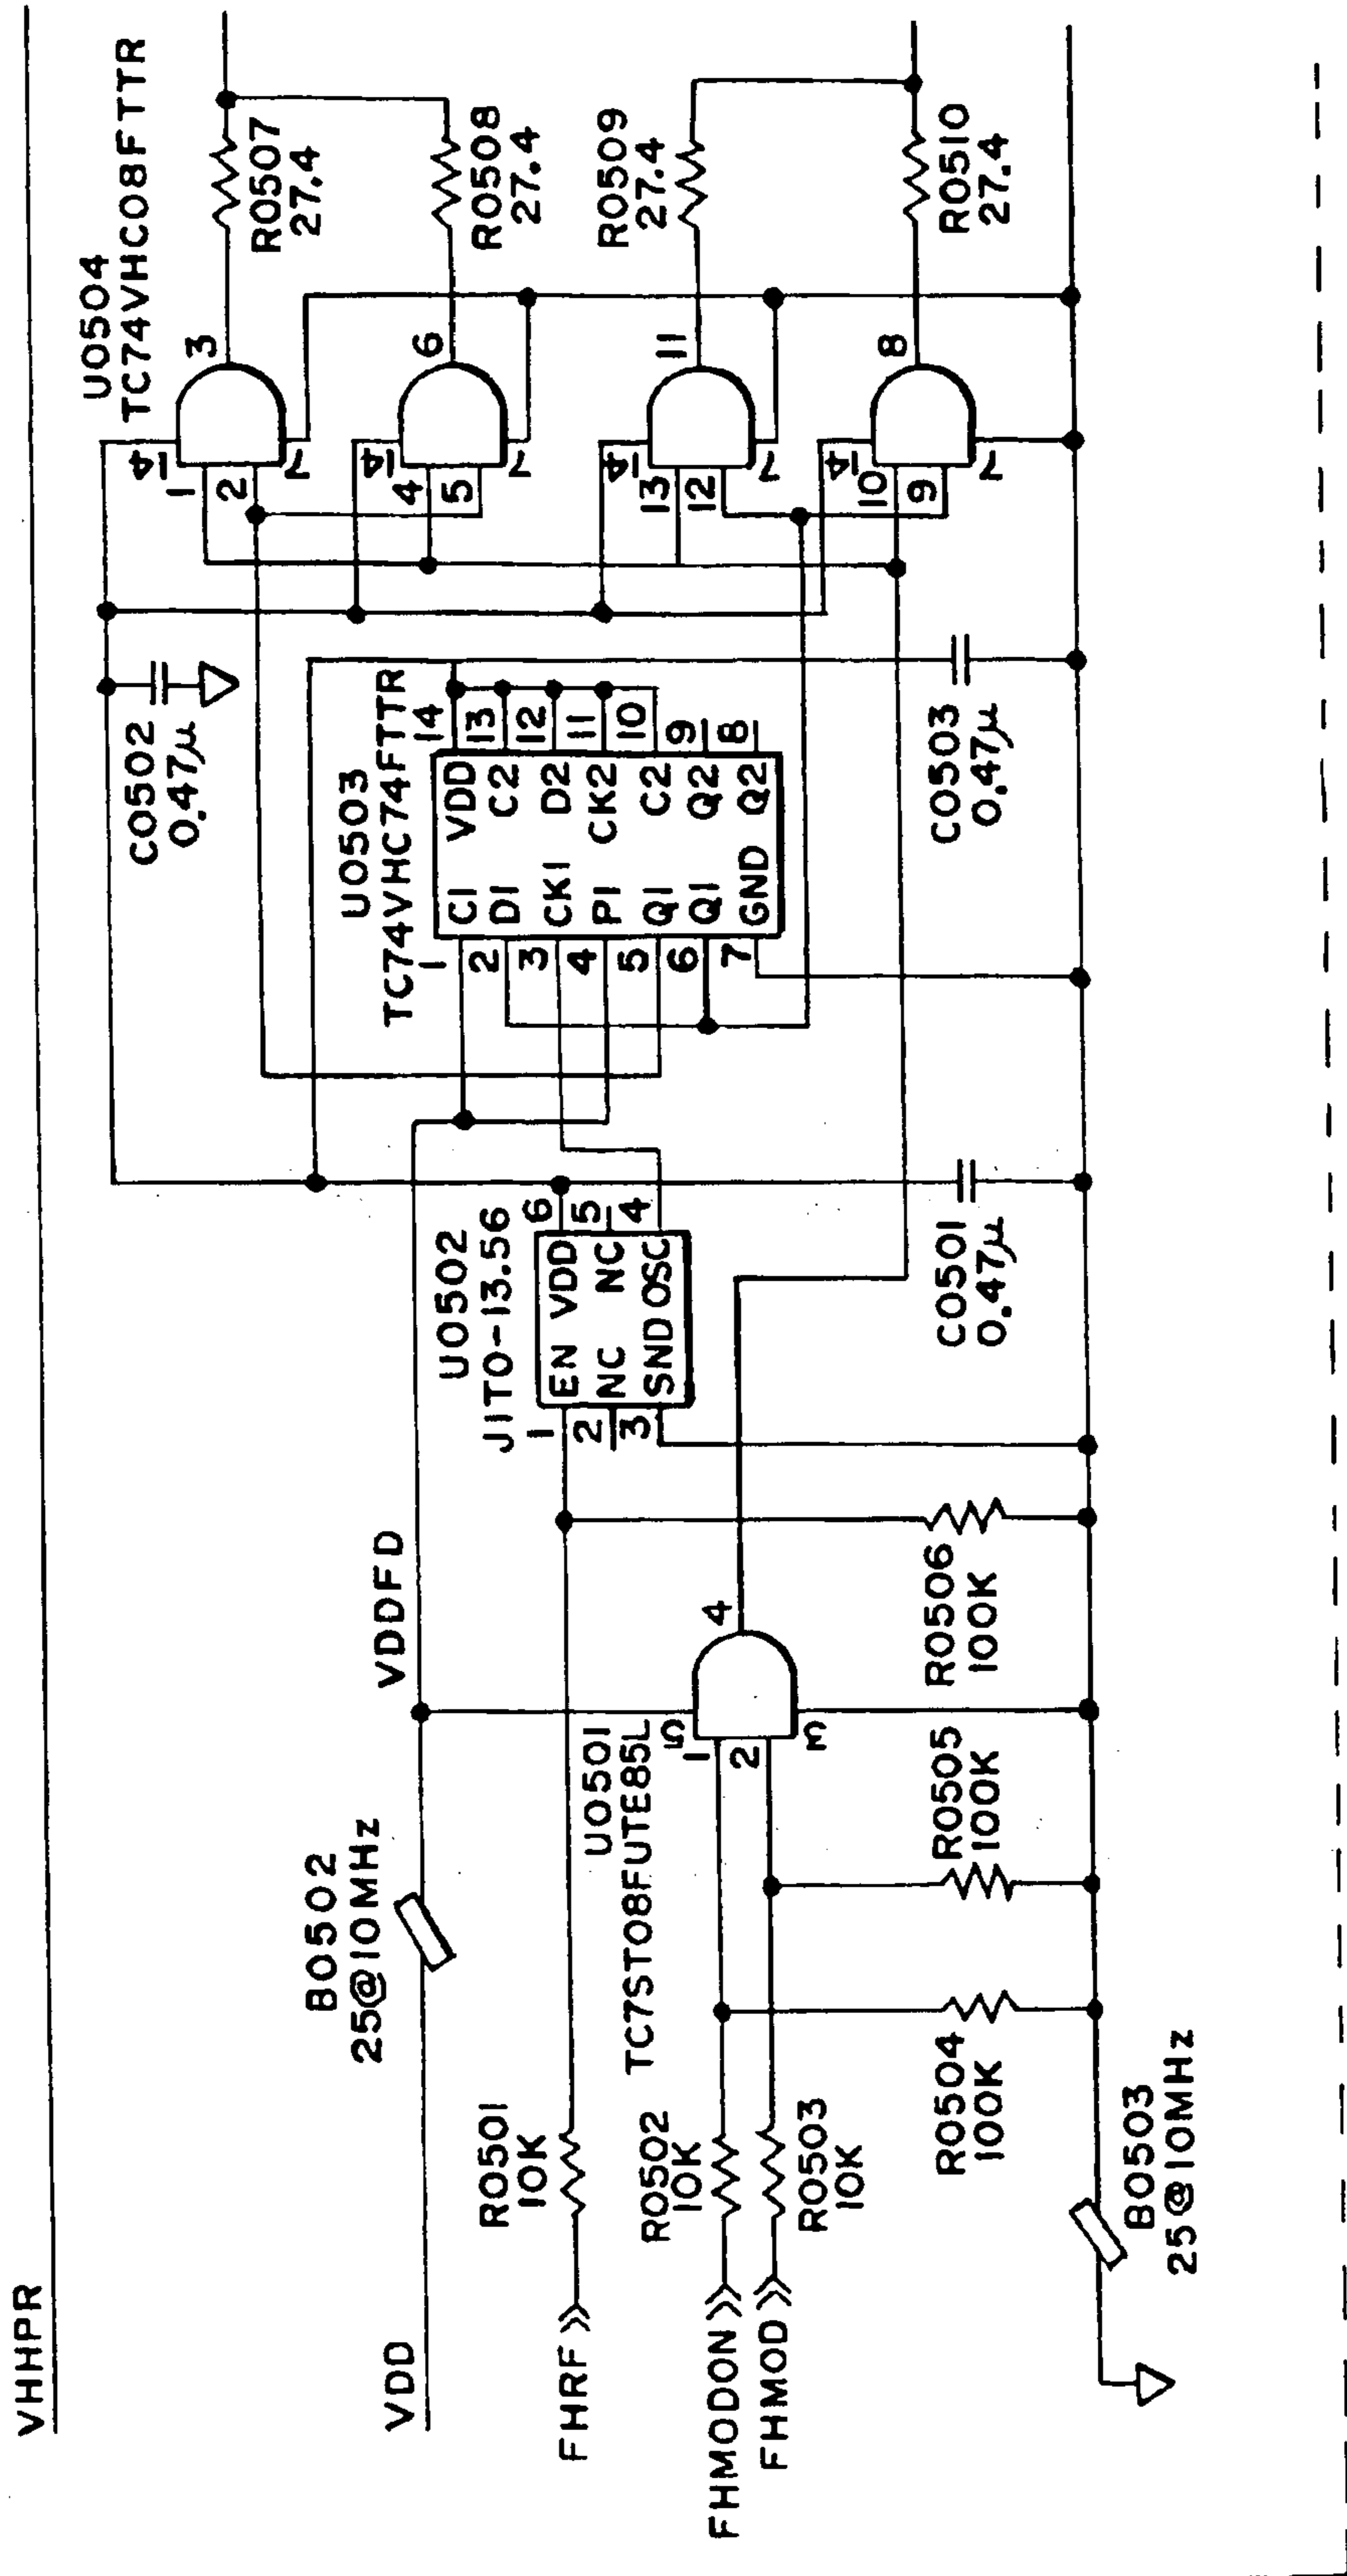 VHHPR
VDD
B0502
25@10MHz
VDDFD
FHRF
R0501
10K
FHMODON
FHMOD
R0502
10K
R0503
10K
R0504
100K
R0505
100K
R0506
100K
B0503
25@10MHz
U0501
TC7ST08FUTE85L
5
1
2
3
4
U0502
JITO-13.56
1
2
3
EN VDD
NC NC
SND OSC
6
5
4
C0501
0.47μ
U0503
TC74VHC74FTTR
1
2
3
4
5
6
7
C1 VDD
D1 C2
CK1 D2
P1 CK2
Q1 C2
Q1 Q2
GND Q2
14
13
12
11
10
9
8
C0502
0.47μ
C0503
0.47μ
U0504
TC74VHC08FTTR
14
1
2
7
3
14
4
5
7
6
14
13
12
7
11
14
10
9
7
8
R0507
27.4
R0508
27.4
R0509
27.4
R0510
27.4